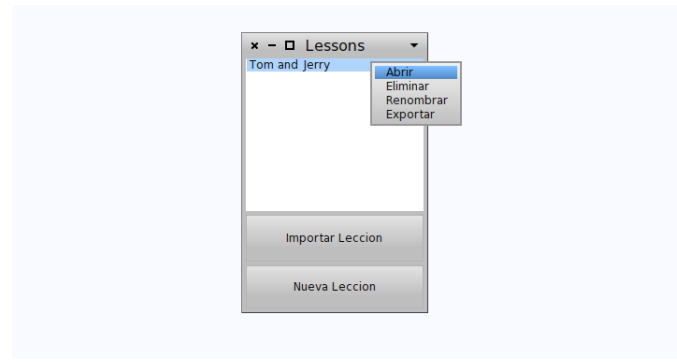 Lessons
Tom and Jerry
Abrir
Eliminar
Renombrar
Exportar
Importar Leccion
Nueva Leccion